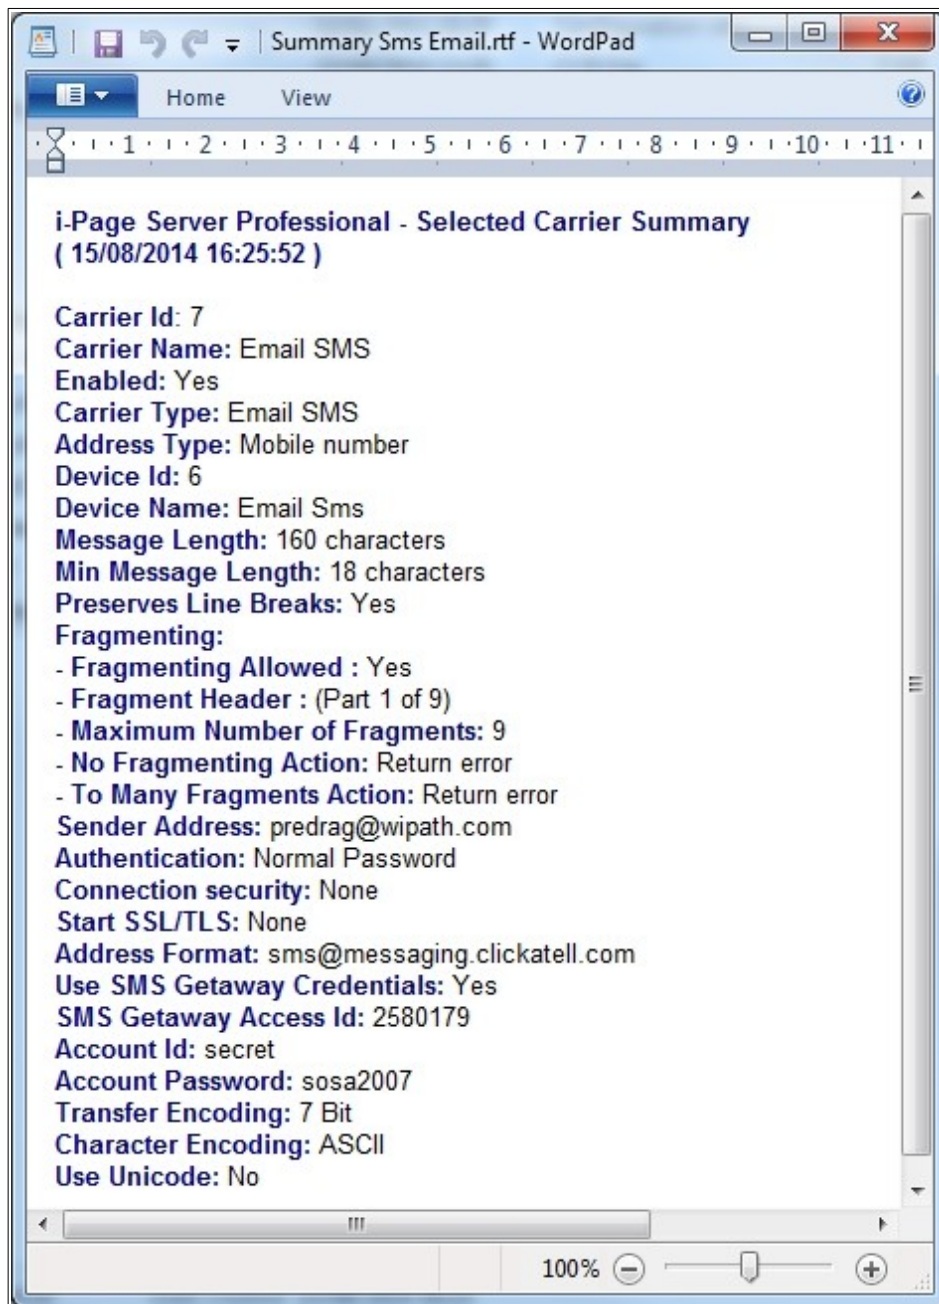 Summary Sms Email.rtf - WordPad
Home View
1 2 3 4 5 6 7 8 9 10 11
i-Page Server Professional - Selected Carrier Summary
( 15/08/2014 16:25:52 )
Carrier Id: 7
Carrier Name: Email SMS
Enabled: Yes
Carrier Type: Email SMS
Address Type: Mobile number
Device Id: 6
Device Name: Email Sms
Message Length: 160 characters
Min Message Length: 18 characters
Preserves Line Breaks: Yes
Fragmenting:
- Fragmenting Allowed : Yes
- Fragment Header : (Part 1 of 9)
- Maximum Number of Fragments: 9
- No Fragmenting Action: Return error
- To Many Fragments Action: Return error
Sender Address: predrag@wipath.com
Authentication: Normal Password
Connection security: None
Start SSL/TLS: None
Address Format: sms@messaging.clickatell.com
Use SMS Getaway Credentials: Yes
SMS Getaway Access Id: 2580179
Account Id: secret
Account Password: sosa2007
Transfer Encoding: 7 Bit
Character Encoding: ASCII
Use Unicode: No
100%